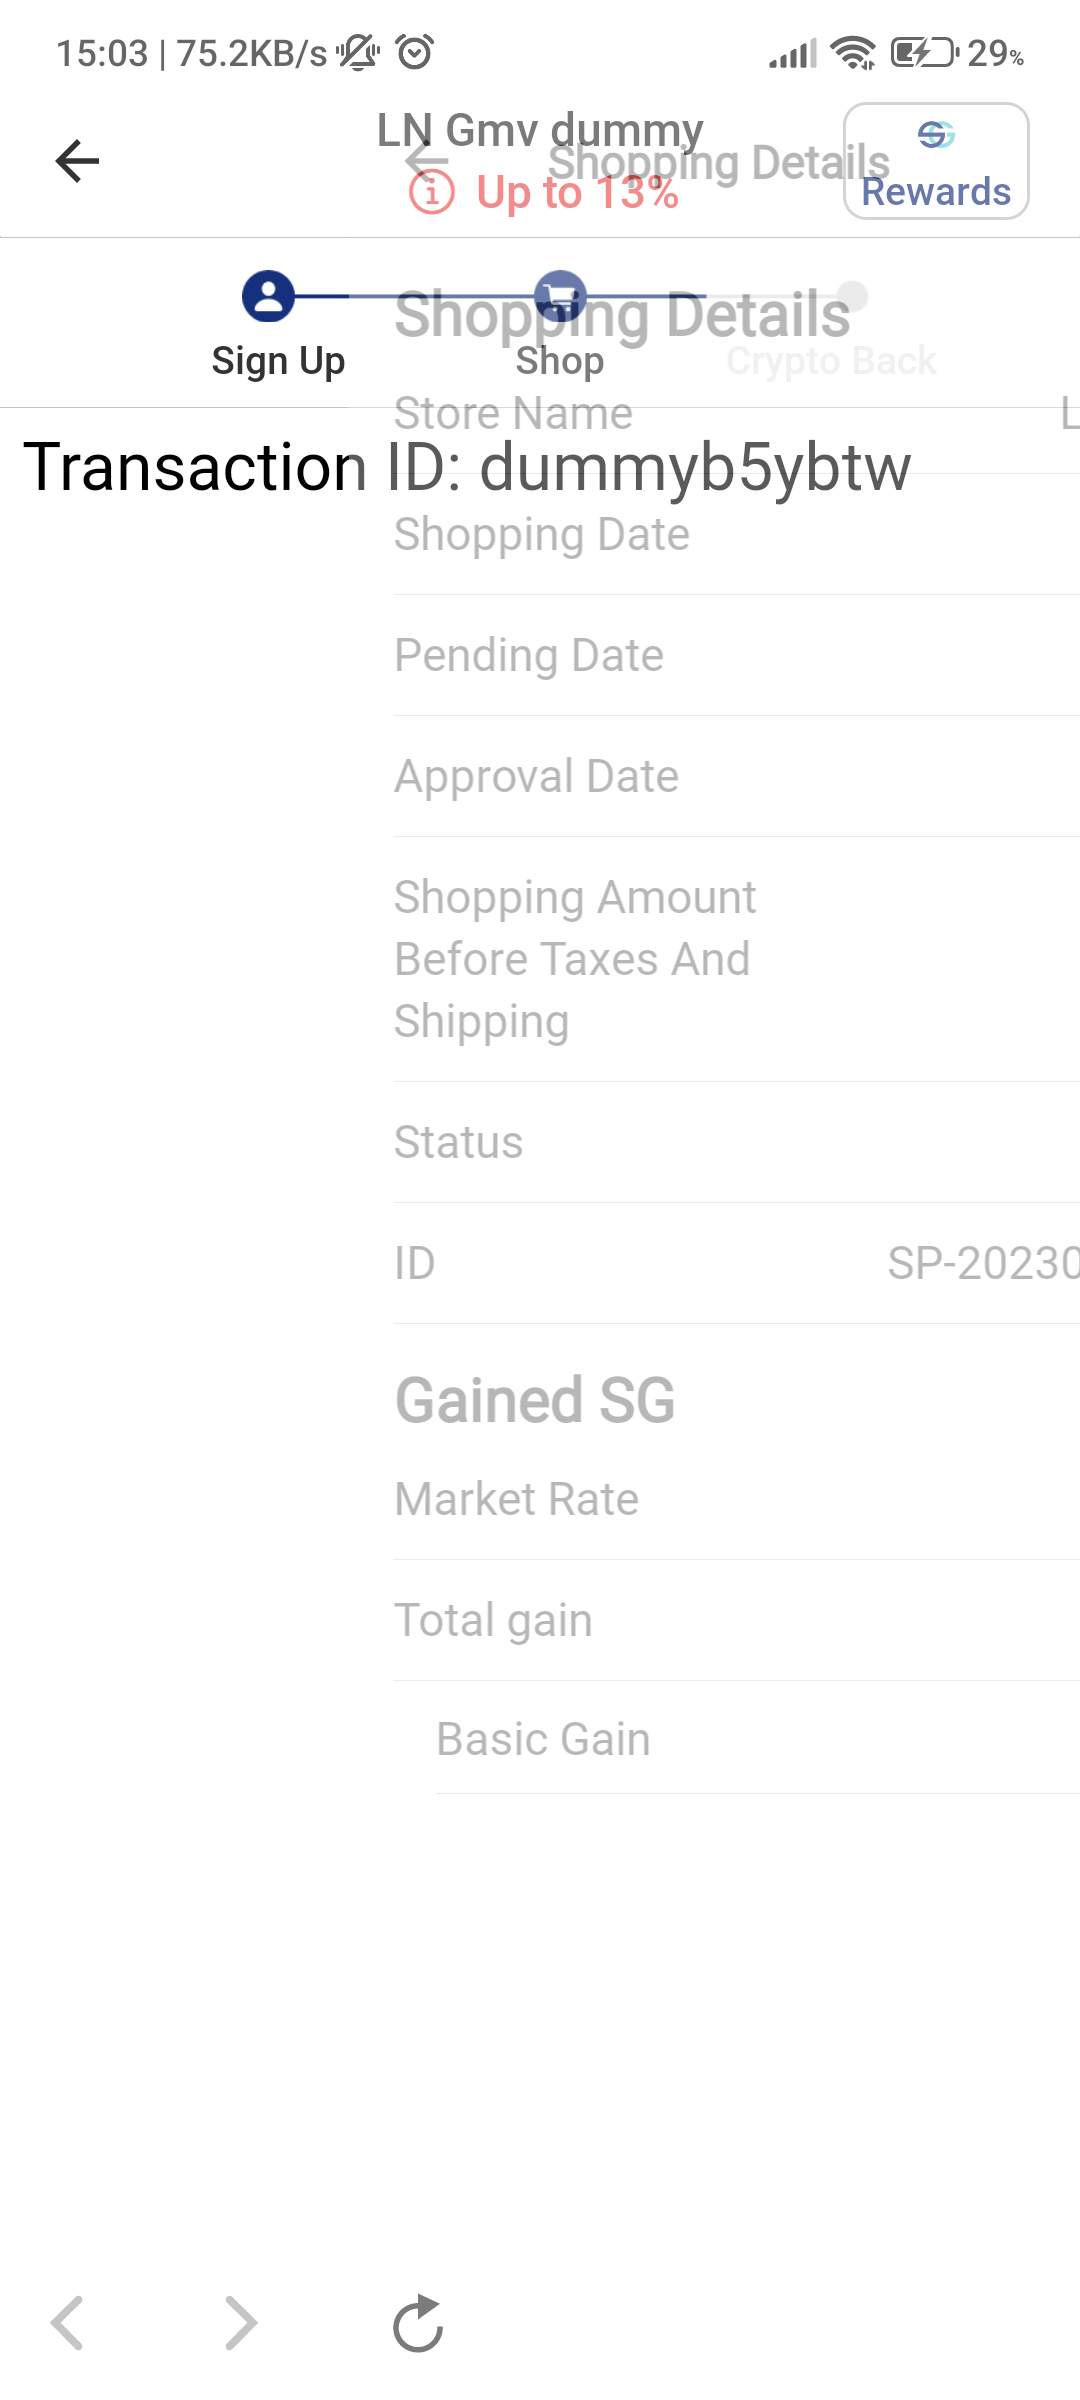 15:03 | 75.2KB/s 29%
LN Gmv dummy
Shopping Details
Up to 13%
Rewards
Shopping Details
Sign Up Shop Crypto Back
Store Name L
Transaction ID: dummyb5ybtw
Shopping Date
Pending Date
Approval Date
Shopping Amount
Before Taxes And
Shipping
Status
ID SP-20230
Gained SG
Market Rate
Total gain
Basic Gain